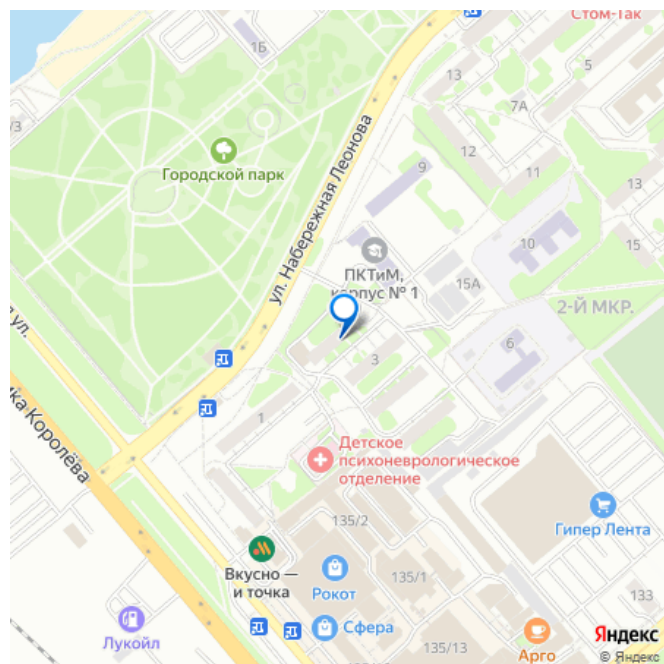 Стом-Так
1Б
5
13
7А
/3
12
11
9
13
Городской парк
ул. Набережная Леонова
10
15
ПКТиМ,
корпус № 1
15А
2-Й МКР.
ул.
6
3
1
Королёва
Детское
психоневрологическое
отделение
135/2
Гипер Лента
Вкусно —
и точка
Рокот
135/1
133
Лукойл
Сфера
135/13
Арго
Яндекс
© Яндекс